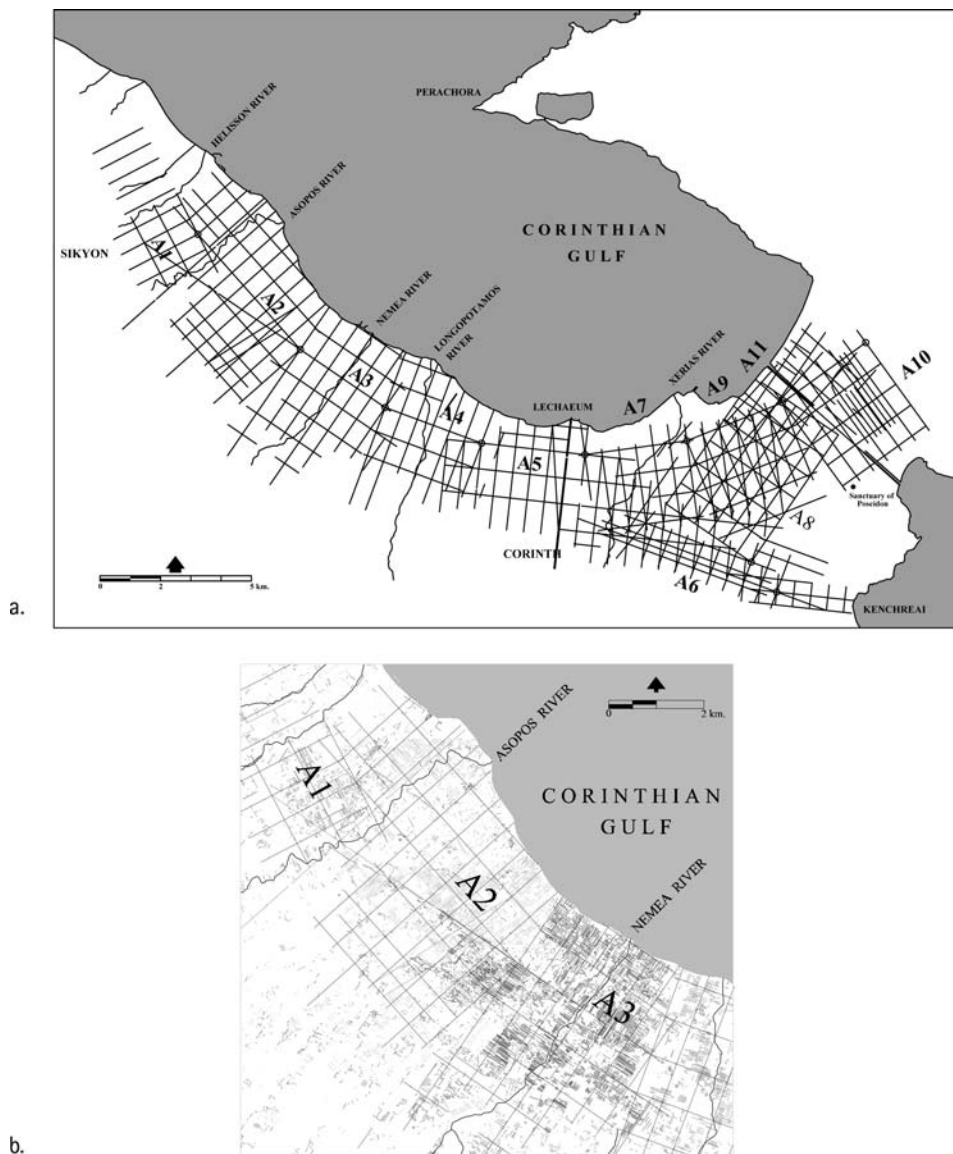 PERACHORA
HELISSON RIVER
ASOPOS RIVER
CORINTHIAN
GULF
SIKYON
A1
A2
NEMEA RIVER
LONGOPOTAMOS
RIVER
A3
XERIAS RIVER
A11
A10
A9
A4
LECHAEUM
A7
A5
Sanctuary of
Poseidon
A8
CORINTH
A6
KENCHREAI
0 2 5 km.
a.
ASOPOS RIVER
0 2 km.
A1
CORINTHIAN
GULF
A2
NEMEA RIVER
A3
b.